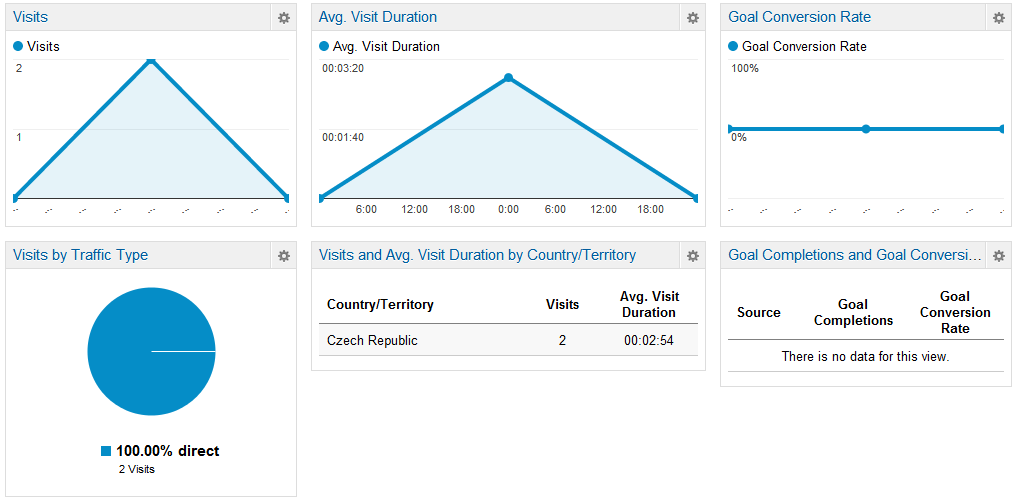 Visits
Visits
2
1
.-' .-' .-' .-' .-' .-' .-' .-' .-'
Avg. Visit Duration
Avg. Visit Duration
00:03:20
00:01:40
6:00 12:00 18:00 0:00 6:00 12:00 18:00
Goal Conversion Rate
Goal Conversion Rate
100%
0%
.-' .-' .-' .-' .-' .-' .-' .-' .-'
Visits by Traffic Type
100.00% direct
2 Visits
Visits and Avg. Visit Duration by Country/Territory
Country/Territory Visits Avg. Visit
Duration
Czech Republic 2 00:02:54
Goal Completions and Goal Conversi...
Source Goal
Completions Goal
Conversion
Rate
There is no data for this view.